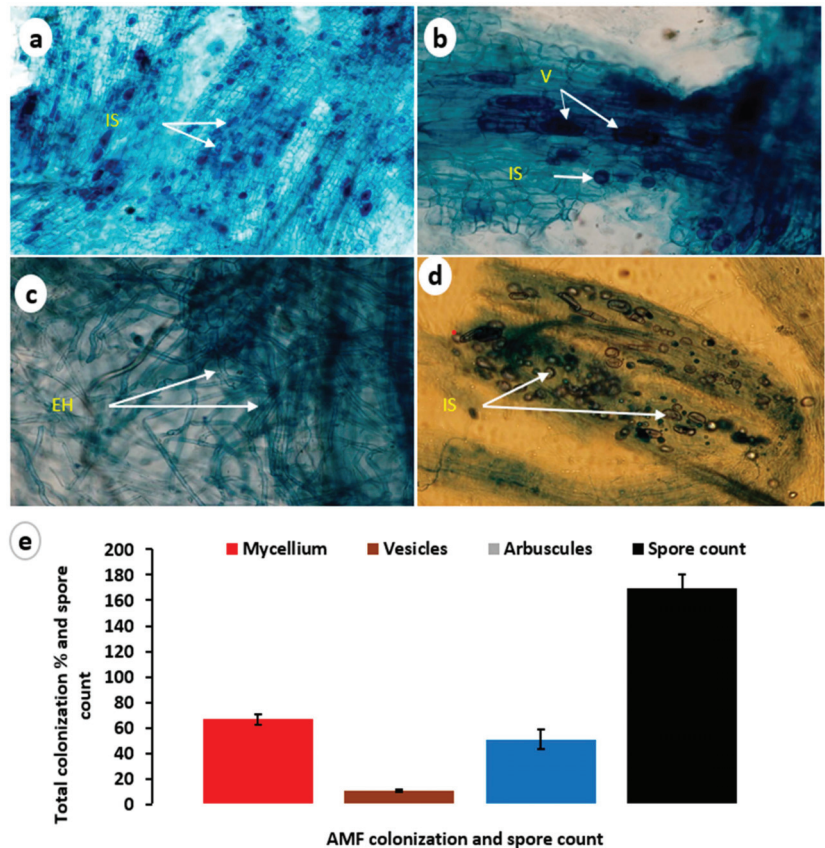 a
IS
b
V
IS
c
EH
d
IS
e
Mycellium Vesicles Arbuscules Spore count
Total colonization % and spore
count
200
180
160
140
120
100
80
60
40
20
0
AMF colonization and spore count